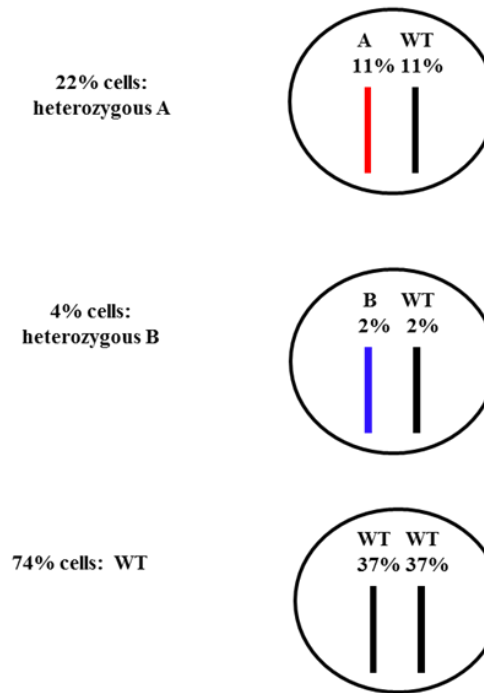 22% cells:
heterozygous A
A WT
11% 11%
4% cells:
heterozygous B
B WT
2% 2%
74% cells: WT
WT WT
37% 37%